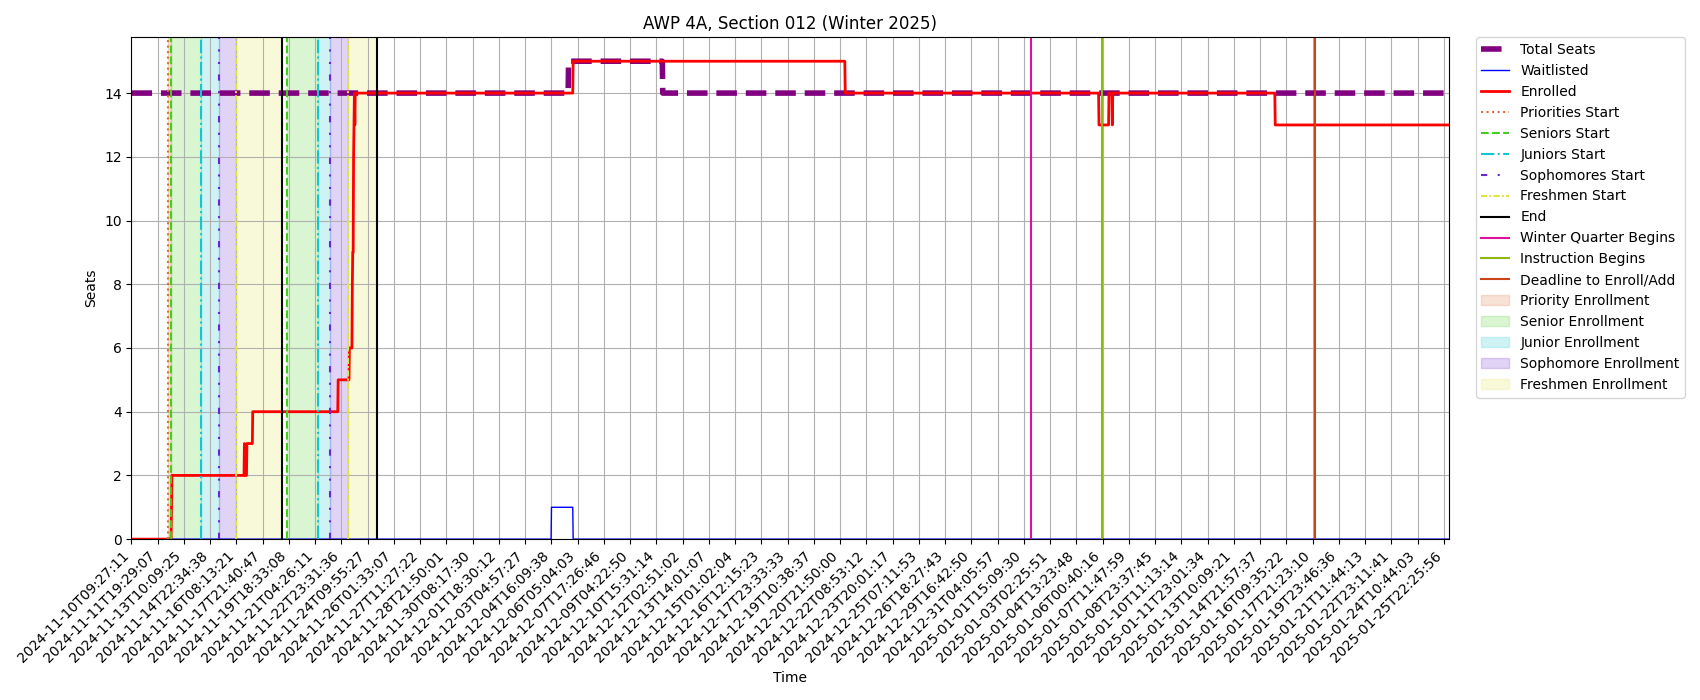 AWP 4A, Section 012 (Winter 2025)
Seats
14
12
10
8
6
4
2
0
2024-11-10T09:27:11
2024-11-11T19:29:07
2024-11-13T10:09:25
2024-11-14T22:34:38
2024-11-16T08:13:21
2024-11-17T21:40:47
2024-11-19T18:33:08
2024-11-21T04:26:11
2024-11-22T23:31:36
2024-11-24T09:55:27
2024-11-26T01:33:07
2024-11-27T11:27:22
2024-11-28T21:50:01
2024-11-30T08:17:30
2024-12-01T18:30:12
2024-12-03T04:57:27
2024-12-04T16:09:38
2024-12-06T05:04:03
2024-12-07T17:26:46
2024-12-09T04:22:50
2024-12-10T15:31:14
2024-12-12T02:51:02
2024-12-13T14:01:07
2024-12-15T01:02:04
2024-12-16T12:15:23
2024-12-17T23:33:33
2024-12-19T10:38:37
2024-12-20T21:50:00
2024-12-22T08:53:12
2024-12-23T20:01:17
2024-12-25T07:11:53
2024-12-26T18:27:43
2024-12-29T16:42:50
2024-12-31T04:05:57
2025-01-01T15:09:30
2025-01-03T02:25:51
2025-01-04T13:23:48
2025-01-06T00:40:16
2025-01-07T11:47:59
2025-01-08T23:37:45
2025-01-10T11:13:14
2025-01-11T23:01:34
2025-01-13T10:09:21
2025-01-14T21:57:37
2025-01-16T09:35:22
2025-01-17T21:23:10
2025-01-19T23:46:36
2025-01-21T11:44:13
2025-01-22T23:11:41
2025-01-24T10:44:03
2025-01-25T22:25:56
Time
Total Seats
Waitlisted
Enrolled
Priorities Start
Seniors Start
Juniors Start
Sophomores Start
Freshmen Start
End
Winter Quarter Begins
Instruction Begins
Deadline to Enroll/Add
Priority Enrollment
Senior Enrollment
Junior Enrollment
Sophomore Enrollment
Freshmen Enrollment